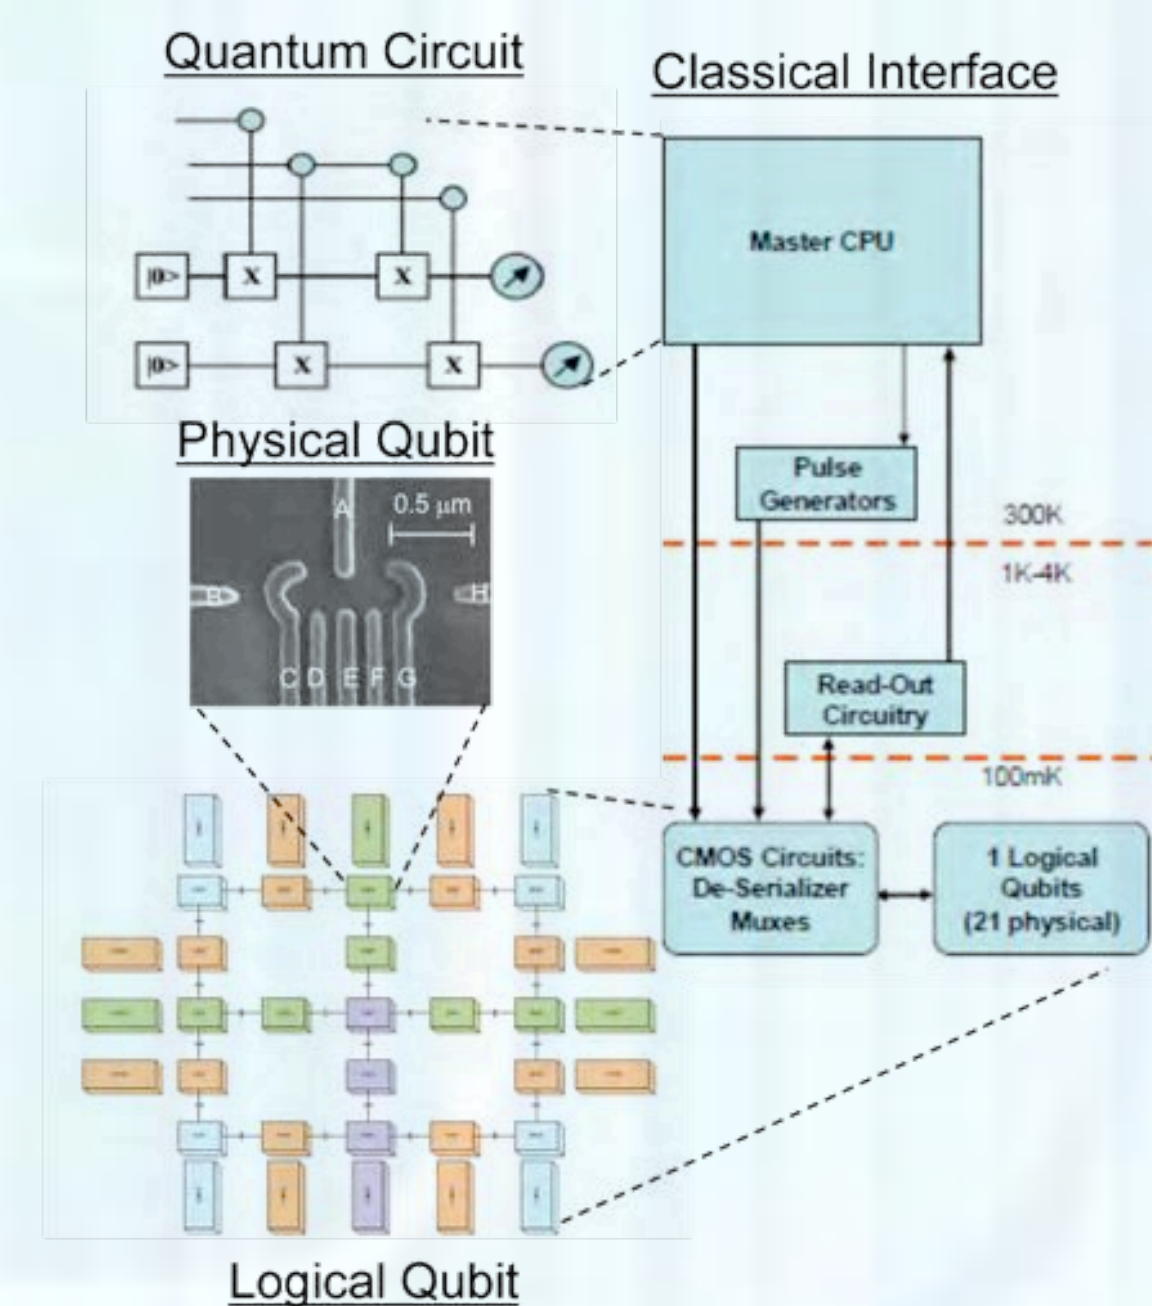 Quantum Circuit
Classical Interface
|0>
X
X
|0>
X
X
Master CPU
Pulse
Generators
300K
1K-4K
Read-Out
Circuitry
100mK
Physical Qubit
A
0.5 μm
B
H
C D E F G
CMOS Circuits:
De-Serializer
Muxes
1 Logical
Qubits
(21 physical)
Logical Qubit